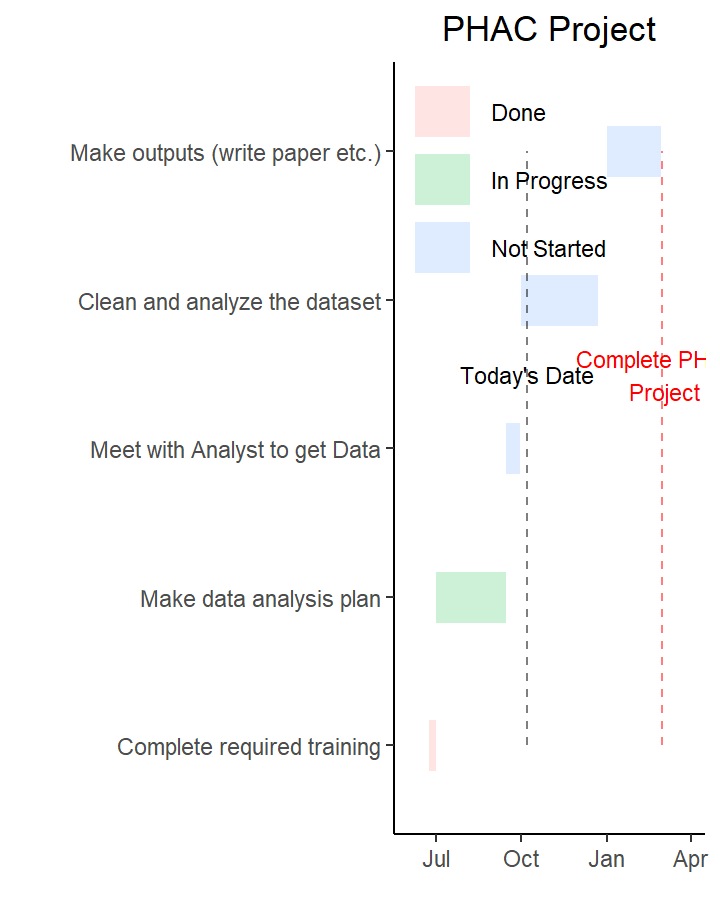 PHAC Project
Done
Make outputs (write paper etc.)
In Progress
Not Started
Clean and analyze the dataset
Complete PH
Today's Date
Project
Meet with Analyst to get Data
Make data analysis plan
Complete required training
Jul Oct Jan Apr